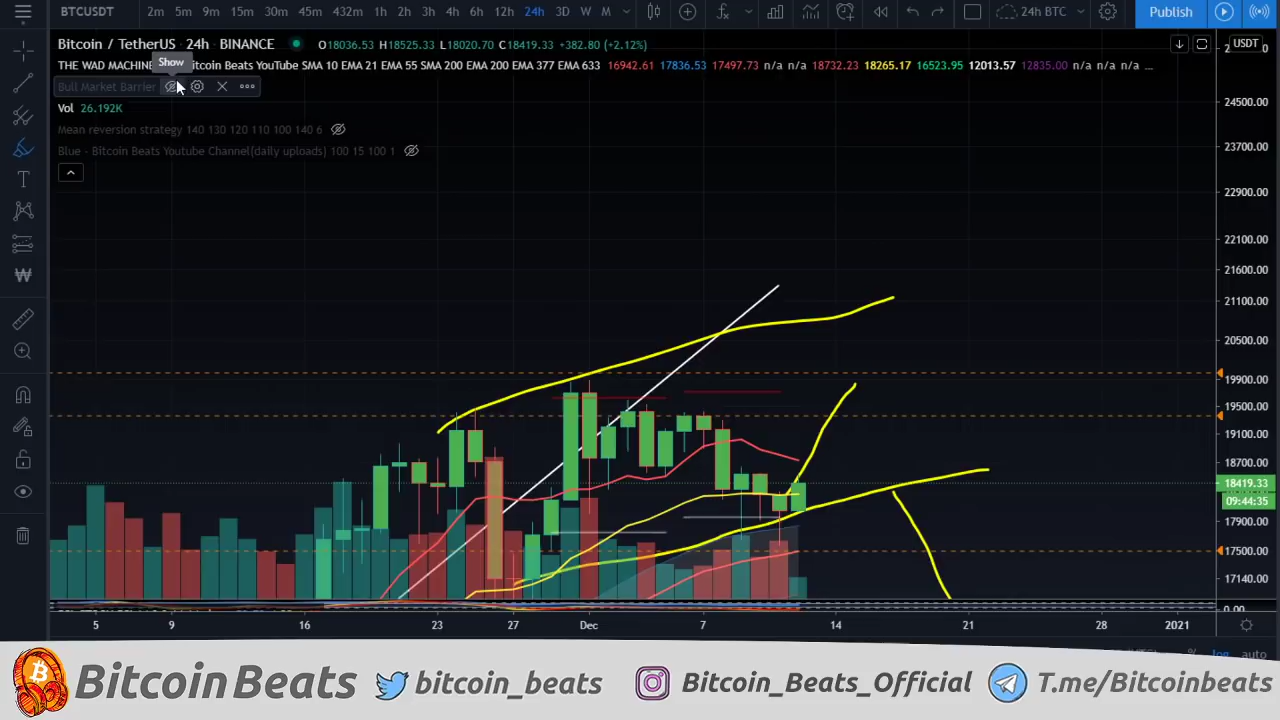 BTCUSDT 2m 5m 9m 15m 30m 45m 432m 1h 2h 3h 4h 6h 12h 24h 3D W M 24h BTC Publish
Bitcoin / TetherUS 24h BINANCE O18036.53 H18525.33 L18020.70 C18419.33 +382.80 (+2.12%) USDT
Show
THE WAD MACHINE itcoin Beats YouTube SMA 10 EMA 21 EMA 55 SMA 200 EMA 200 EMA 377 EMA 633 16942.61 17836.53 17497.73 n/a n/a 18732.23 18265.17 16523.95 12013.57 12835.00 n/a n/a n/a ...
Bull Market Barrier
Vol 26.192K
Mean reversion strategy 140 130 120 110 100 140 6
Blue - Bitcoin Beats Youtube Channel(daily uploads) 100 15 100 1
24500.00
23700.00
22900.00
22100.00
21600.00
21100.00
20500.00
19900.00
19500.00
19100.00
18700.00
18419.33
09:44:35
17900.00
17500.00
17140.00
0.00
5 9 16 23 27 Dec 7 14 21 28 2021
% log auto
BitcoinBeats bitcoin_beats Bitcoin_Beats_Official T.me/Bitcoinbeats